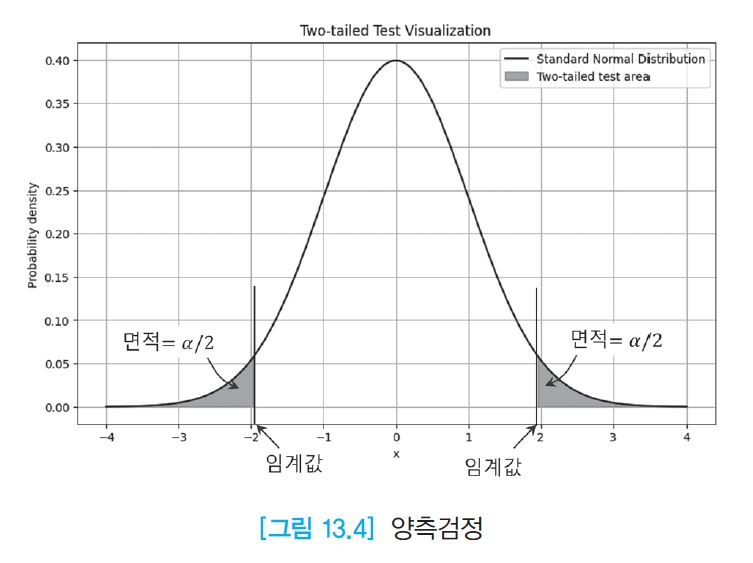 Two-tailed Test Visualization
Standard Normal Distribution
Two-tailed test area
0.40
0.35
0.30
0.25
0.20
0.15
0.10
0.05
0.00
Probability density
면적= α/2
면적= α/2
−4 −3 −2 −1 0 1 2 3 4
x
임계값 임계값
[그림 13.4] 양측검정